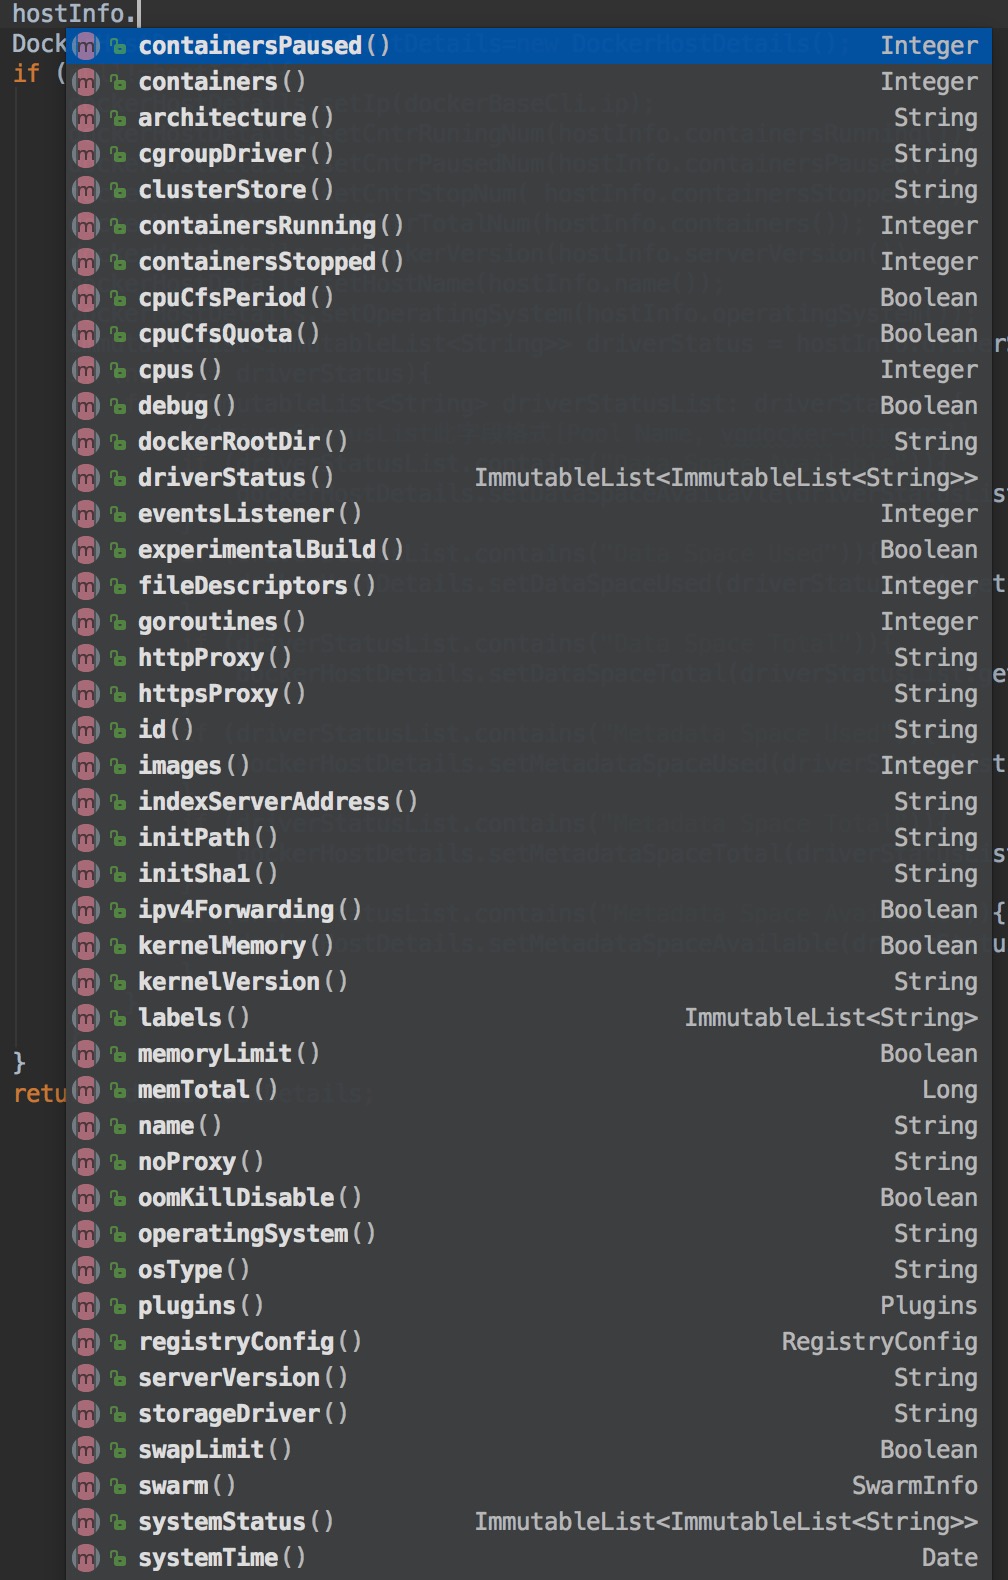 hostInfo.
Dock
if (
containersPaused() Integer
containers() Integer
architecture() String
cgroupDriver() String
clusterStore() String
containersRunning() Integer
containersStopped() Integer
cpuCfsPeriod() Boolean
cpuCfsQuota() Boolean
cpus() Integer
debug() Boolean
dockerRootDir() String
driverStatus() ImmutableList<ImmutableList<String>>
eventsListener() Integer
experimentalBuild() Boolean
fileDescriptors() Integer
goroutines() Integer
httpProxy() String
httpsProxy() String
id() String
images() Integer
indexServerAddress() String
initPath() String
initSha1() String
ipv4Forwarding() Boolean
kernelMemory() Boolean
kernelVersion() String
labels() ImmutableList<String>
memoryLimit() Boolean
}
memTotal() Long
retu
name() String
noProxy() String
oomKillDisable() Boolean
operatingSystem() String
osType() String
plugins() Plugins
registryConfig() RegistryConfig
serverVersion() String
storageDriver() String
swapLimit() Boolean
swarm() SwarmInfo
systemStatus() ImmutableList<ImmutableList<String>>
systemTime() Date